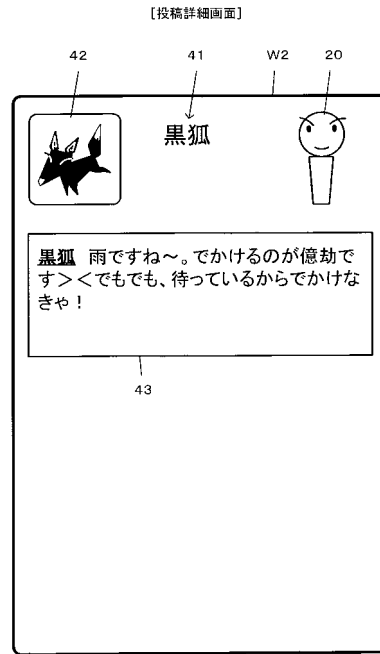 [投稿詳細画面]
42 41 W2 20
黒狐
黒狐 雨ですね～。でかけるのが億劫で
す＞＜でもでも、待っているからでかけな
きゃ！
43